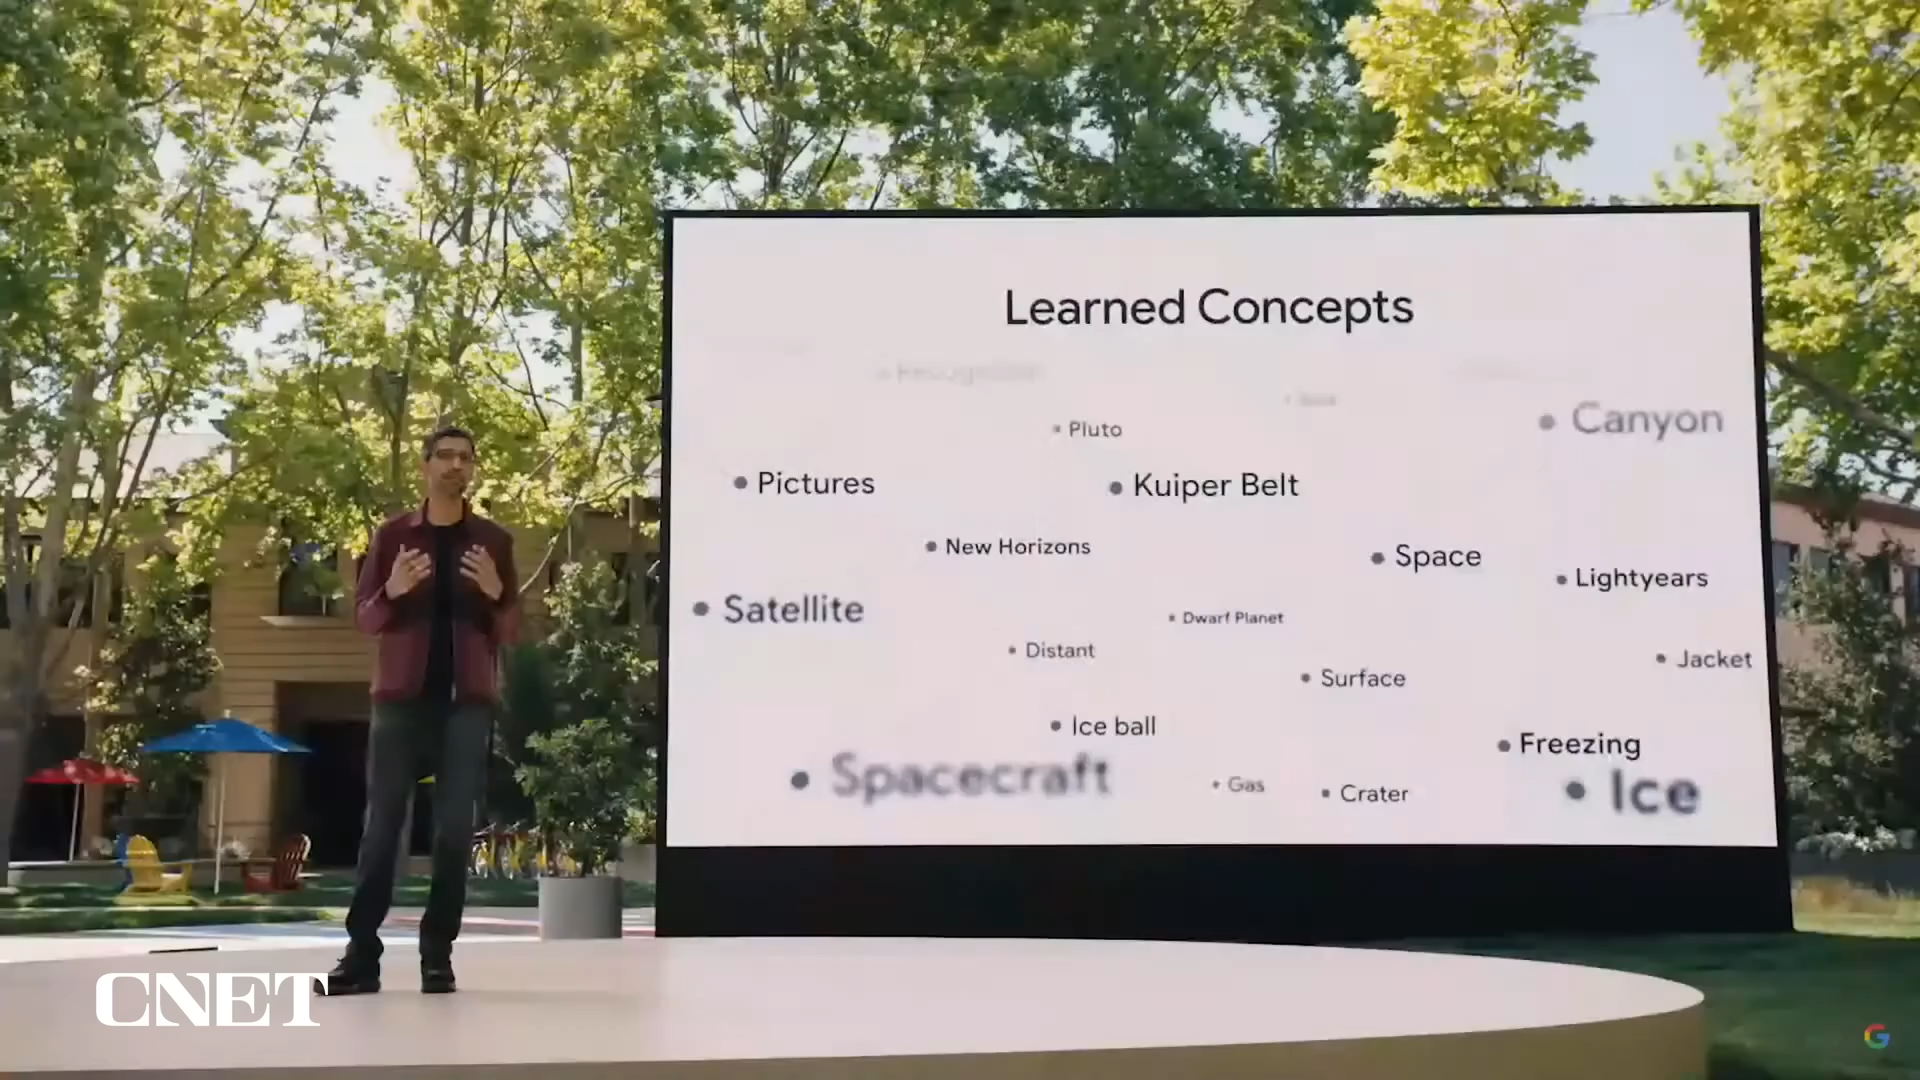 Learned Concepts
Pluto
Canyon
Pictures
Kuiper Belt
New Horizons
Space
Lightyears
Satellite
Dwarf Planet
Distant
Jacket
Surface
Ice ball
Freezing
Spacecraft
Gas
Crater
Ice
CNET
G